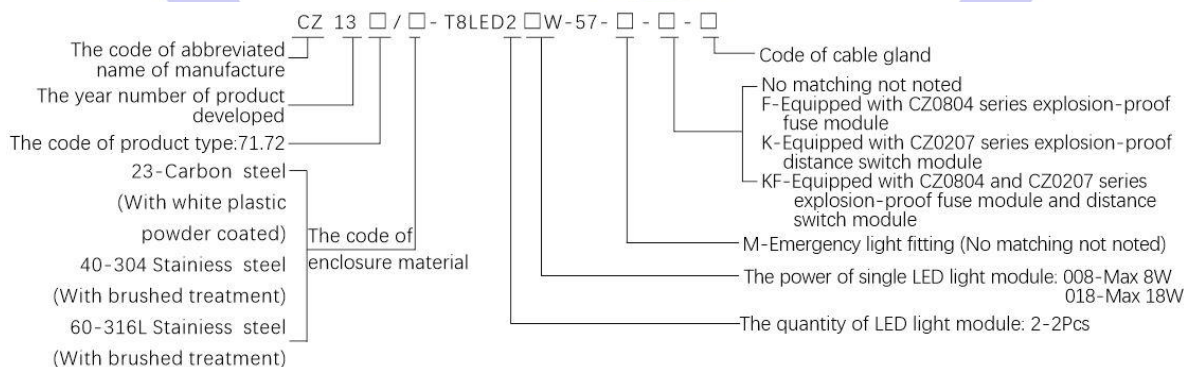 CZ 13 □/□- T8LED2 □W-57-□-□-□
The code of abbreviated
name of manufacture
The year number of product
developed
The code of product type:71.72
23-Carbon steel
(With white plastic
powder coated)
40-304 Stainless steel
(With brushed treatment)
60-316L Stainless steel
(With brushed treatment)
The code of
enclosure material
Code of cable gland
No matching not noted
F-Equipped with CZ0804 series explosion-proof
fuse module
K-Equipped with CZ0207 series explosion-proof
distance switch module
KF-Equipped with CZ0804 and CZ0207 series
explosion-proof fuse module and distance
switch module
M-Emergency light fitting (No matching not noted)
The power of single LED light module: 008-Max 8W
018-Max 18W
The quantity of LED light module: 2-2Pcs